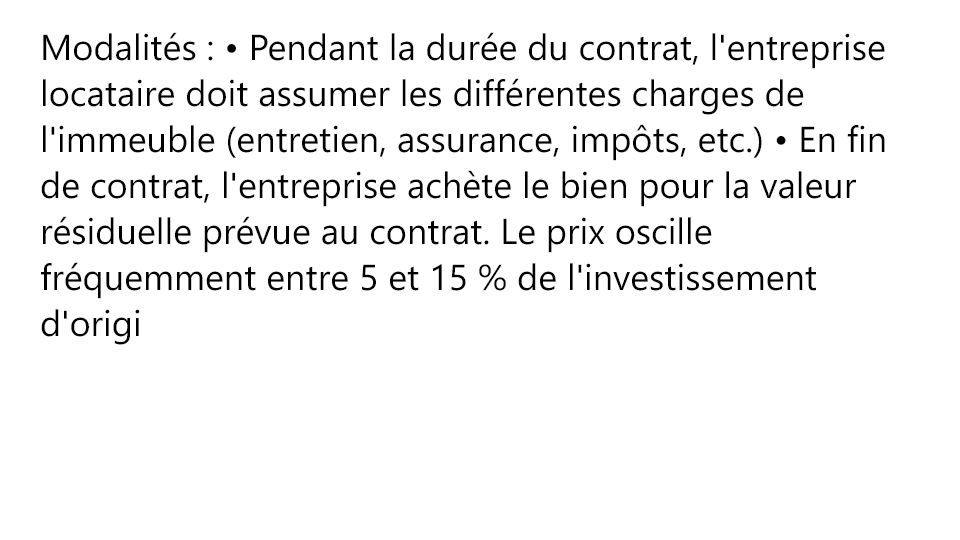 Modalités : • Pendant la durée du contrat, l'entreprise
locataire doit assumer les différentes charges de
l'immeuble (entretien, assurance, impôts, etc.) • En fin
de contrat, l'entreprise achète le bien pour la valeur
résiduelle prévue au contrat. Le prix oscille
fréquemment entre 5 et 15 % de l'investissement
d'origi